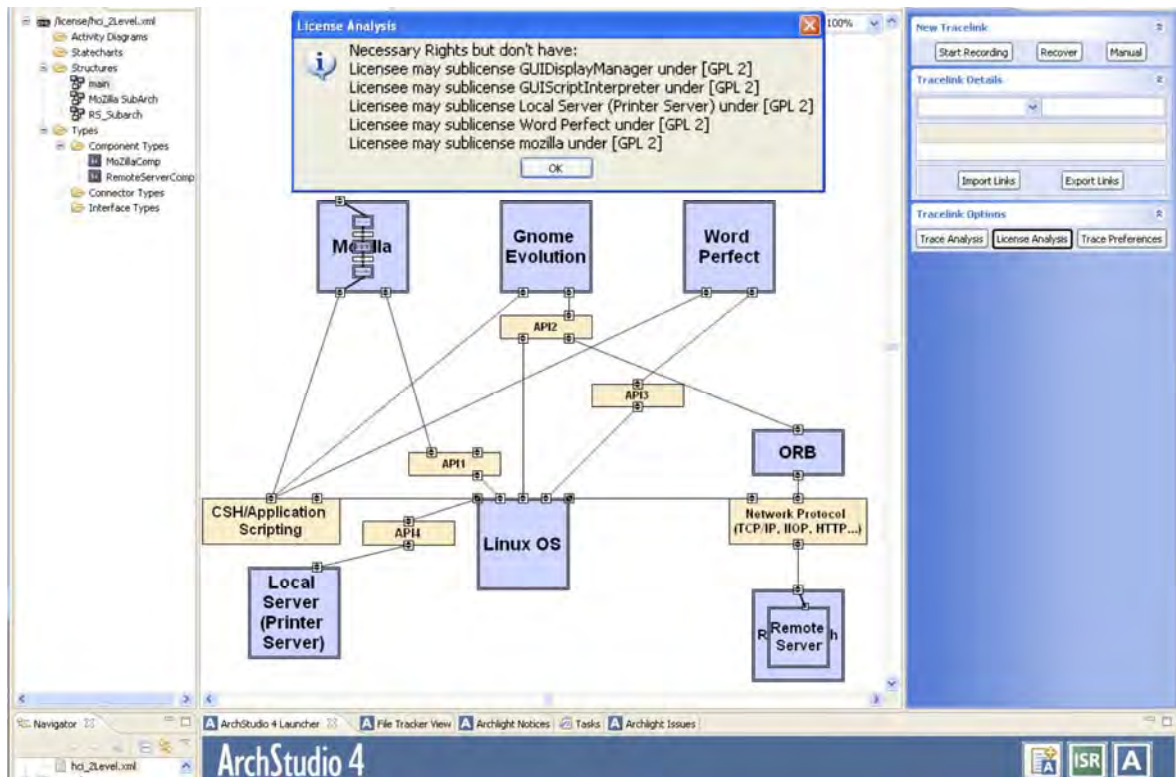 /license/hci_2Level.xml
Activity Diagrams
Statecharts
Structures
main
MoZilla SubArch
RS_Subarch
Types
Component Types
MoZillaComp
RemoteServerComp
Connector Types
Interface Types
License Analysis
Necessary Rights but don't have:
Licensee may sublicense GUIDisplayManager under [GPL 2]
Licensee may sublicense GUIScriptInterpreter under [GPL 2]
Licensee may sublicense Local Server (Printer Server) under [GPL 2]
Licensee may sublicense Word Perfect under [GPL 2]
Licensee may sublicense mozilla under [GPL 2]
OK
100%
New Tracelink
Start Recording Recover Manual
Tracelink Details
Import Links Export Links
Tracelink Options
Trace Analysis License Analysis Trace Preferences
Gnome
Evolution
Word
Perfect
API2
API3
ORB
API1
CSH/Application
Scripting
API4
Linux OS
Network Protocol
(TCP/IP, IIOP, HTTP...)
Local
Server
(Printer
Server)
Remote
Server
Navigator
hci_2Level.xml
ArchStudio 4 Launcher File Tracker View Archlight Notices Tasks Archlight Issues
ArchStudio 4
ISR
A